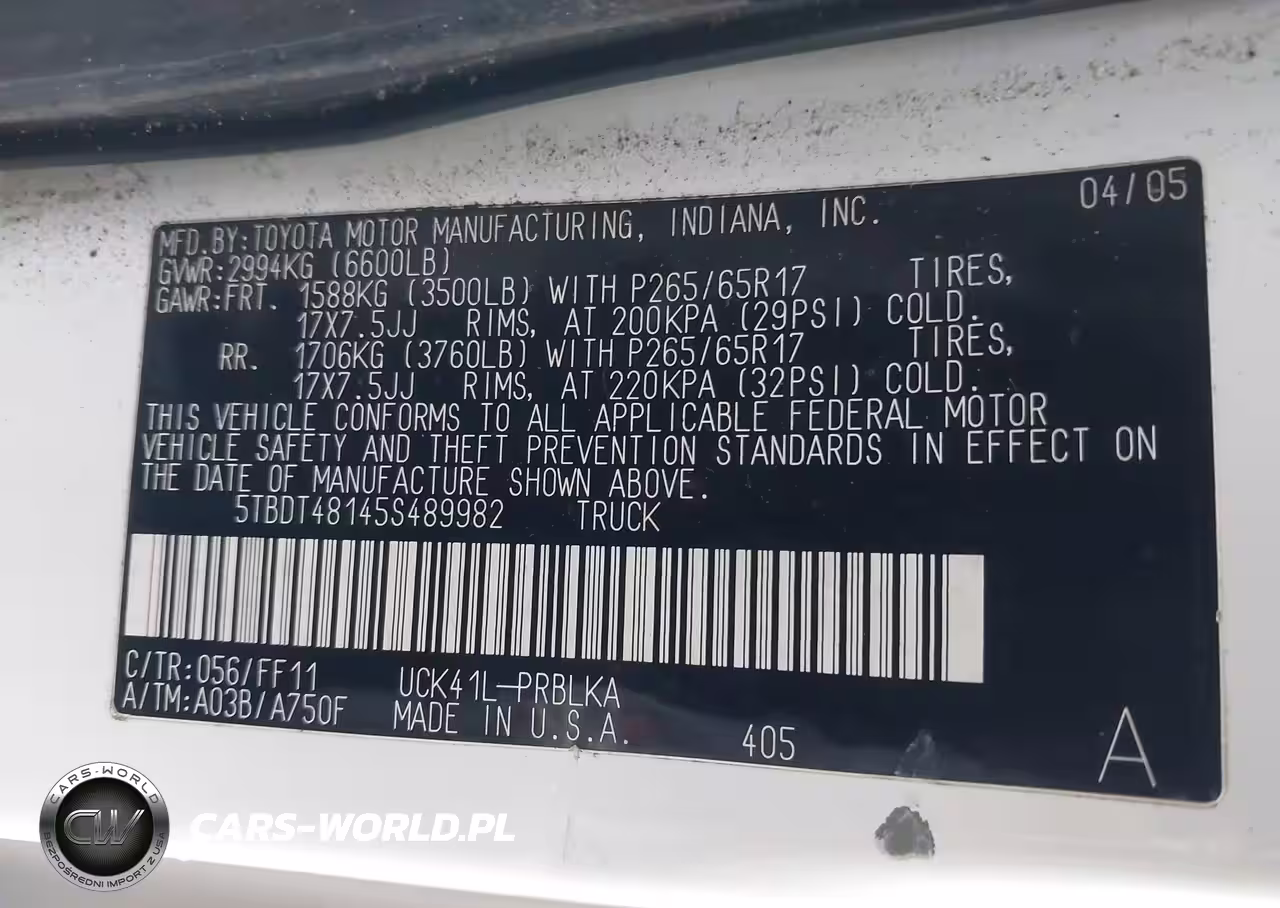 04/05
MFD.BY:TOYOTA MOTOR MANUFACTURING, INDIANA, INC.
GVWR:2994KG (6600LB)
GAWR:FRT. 1588KG (3500LB) WITH P265/65R17 TIRES,
17X7.5JJ RIMS, AT 200KPA (29PSI) COLD.
RR. 1706KG (3760LB) WITH P265/65R17 TIRES,
17X7.5JJ RIMS, AT 220KPA (32PSI) COLD.
THIS VEHICLE CONFORMS TO ALL APPLICABLE FEDERAL MOTOR
VEHICLE SAFETY AND THEFT PREVENTION STANDARDS IN EFFECT ON
THE DATE OF MANUFACTURE SHOWN ABOVE.
5TBDT48145S489982 TRUCK
C/TR:056/FF11 UCK41L-PRBLKA
A/TM:A03B/A750F MADE IN U.S.A. 405 A
CARS-WORLD
CW
BEZPOŚREDNI IMPORT Z USA
CARS-WORLD.PL